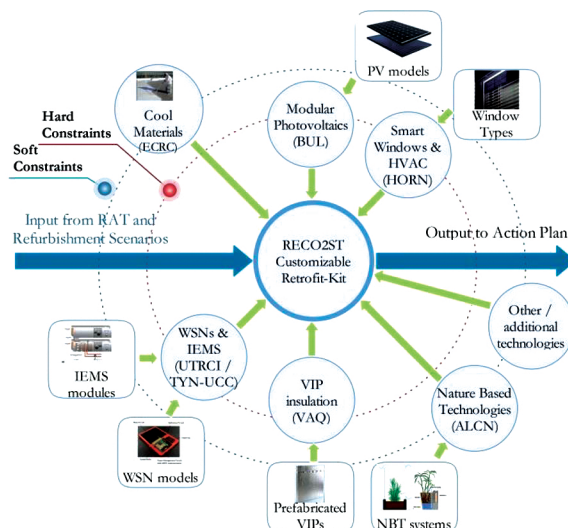 PV models
Cool
Materials
(ECRC)
Modular
Photovoltaics
(BUL)
Window
Types
Hard
Constraints
Soft
Constraints
Smart
Windows &
HVAC
(HORN)
Input from RAT and
Refurbishment Scenarios
RECO2ST
Customizable
Retrofit-Kit
Output to Action Plan
Other /
additional
technologies
WSNs &
IEMS
(UTRCI /
TYN-UCC)
IEMS
modules
VIP
insulation
(VAQ)
Nature Based
Technologies
(ALCN)
WSN models
Prefabricated
VIPs
NBT systems